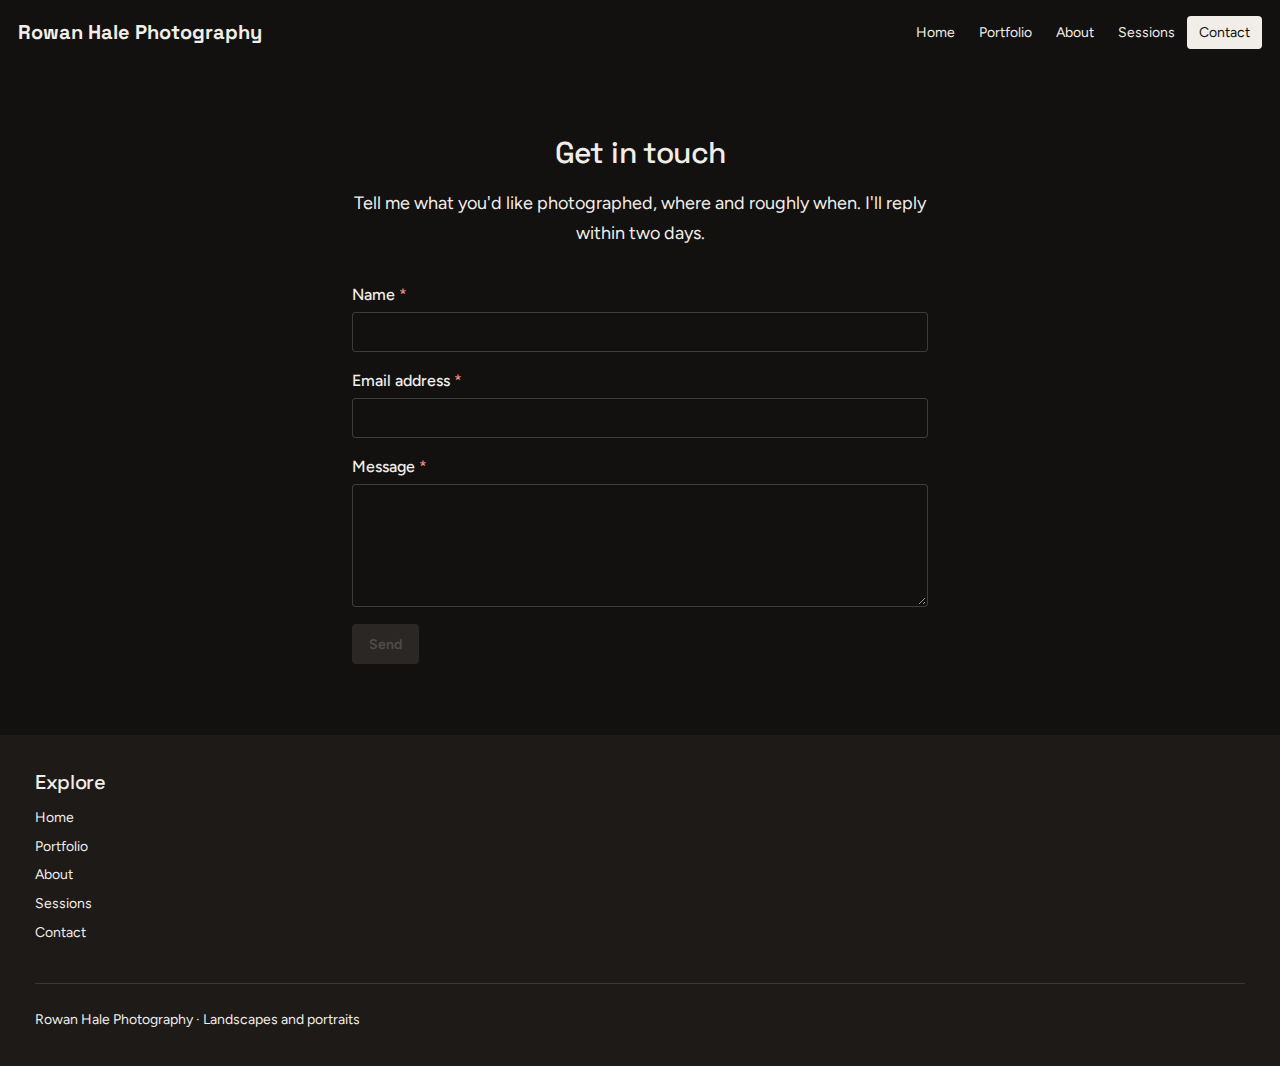 Rowan Hale Photography
Home Portfolio About Sessions Contact
Get in touch
Tell me what you'd like photographed, where and roughly when. I'll reply
within two days.
Name *
Email address *
Message *
Send
Explore
Home
Portfolio
About
Sessions
Contact
Rowan Hale Photography · Landscapes and portraits